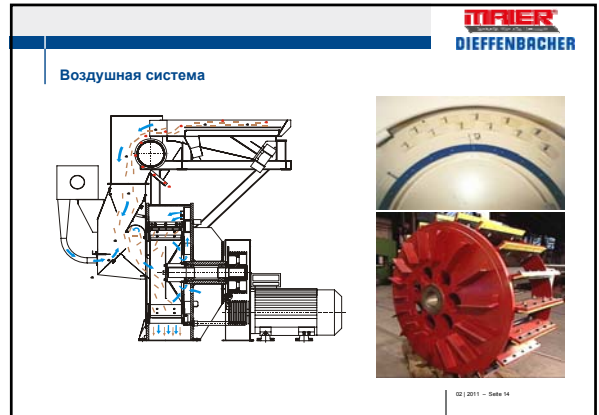 MAIER
DIEFFENBACHER
Воздушная система
02 | 2011 – Seite 14